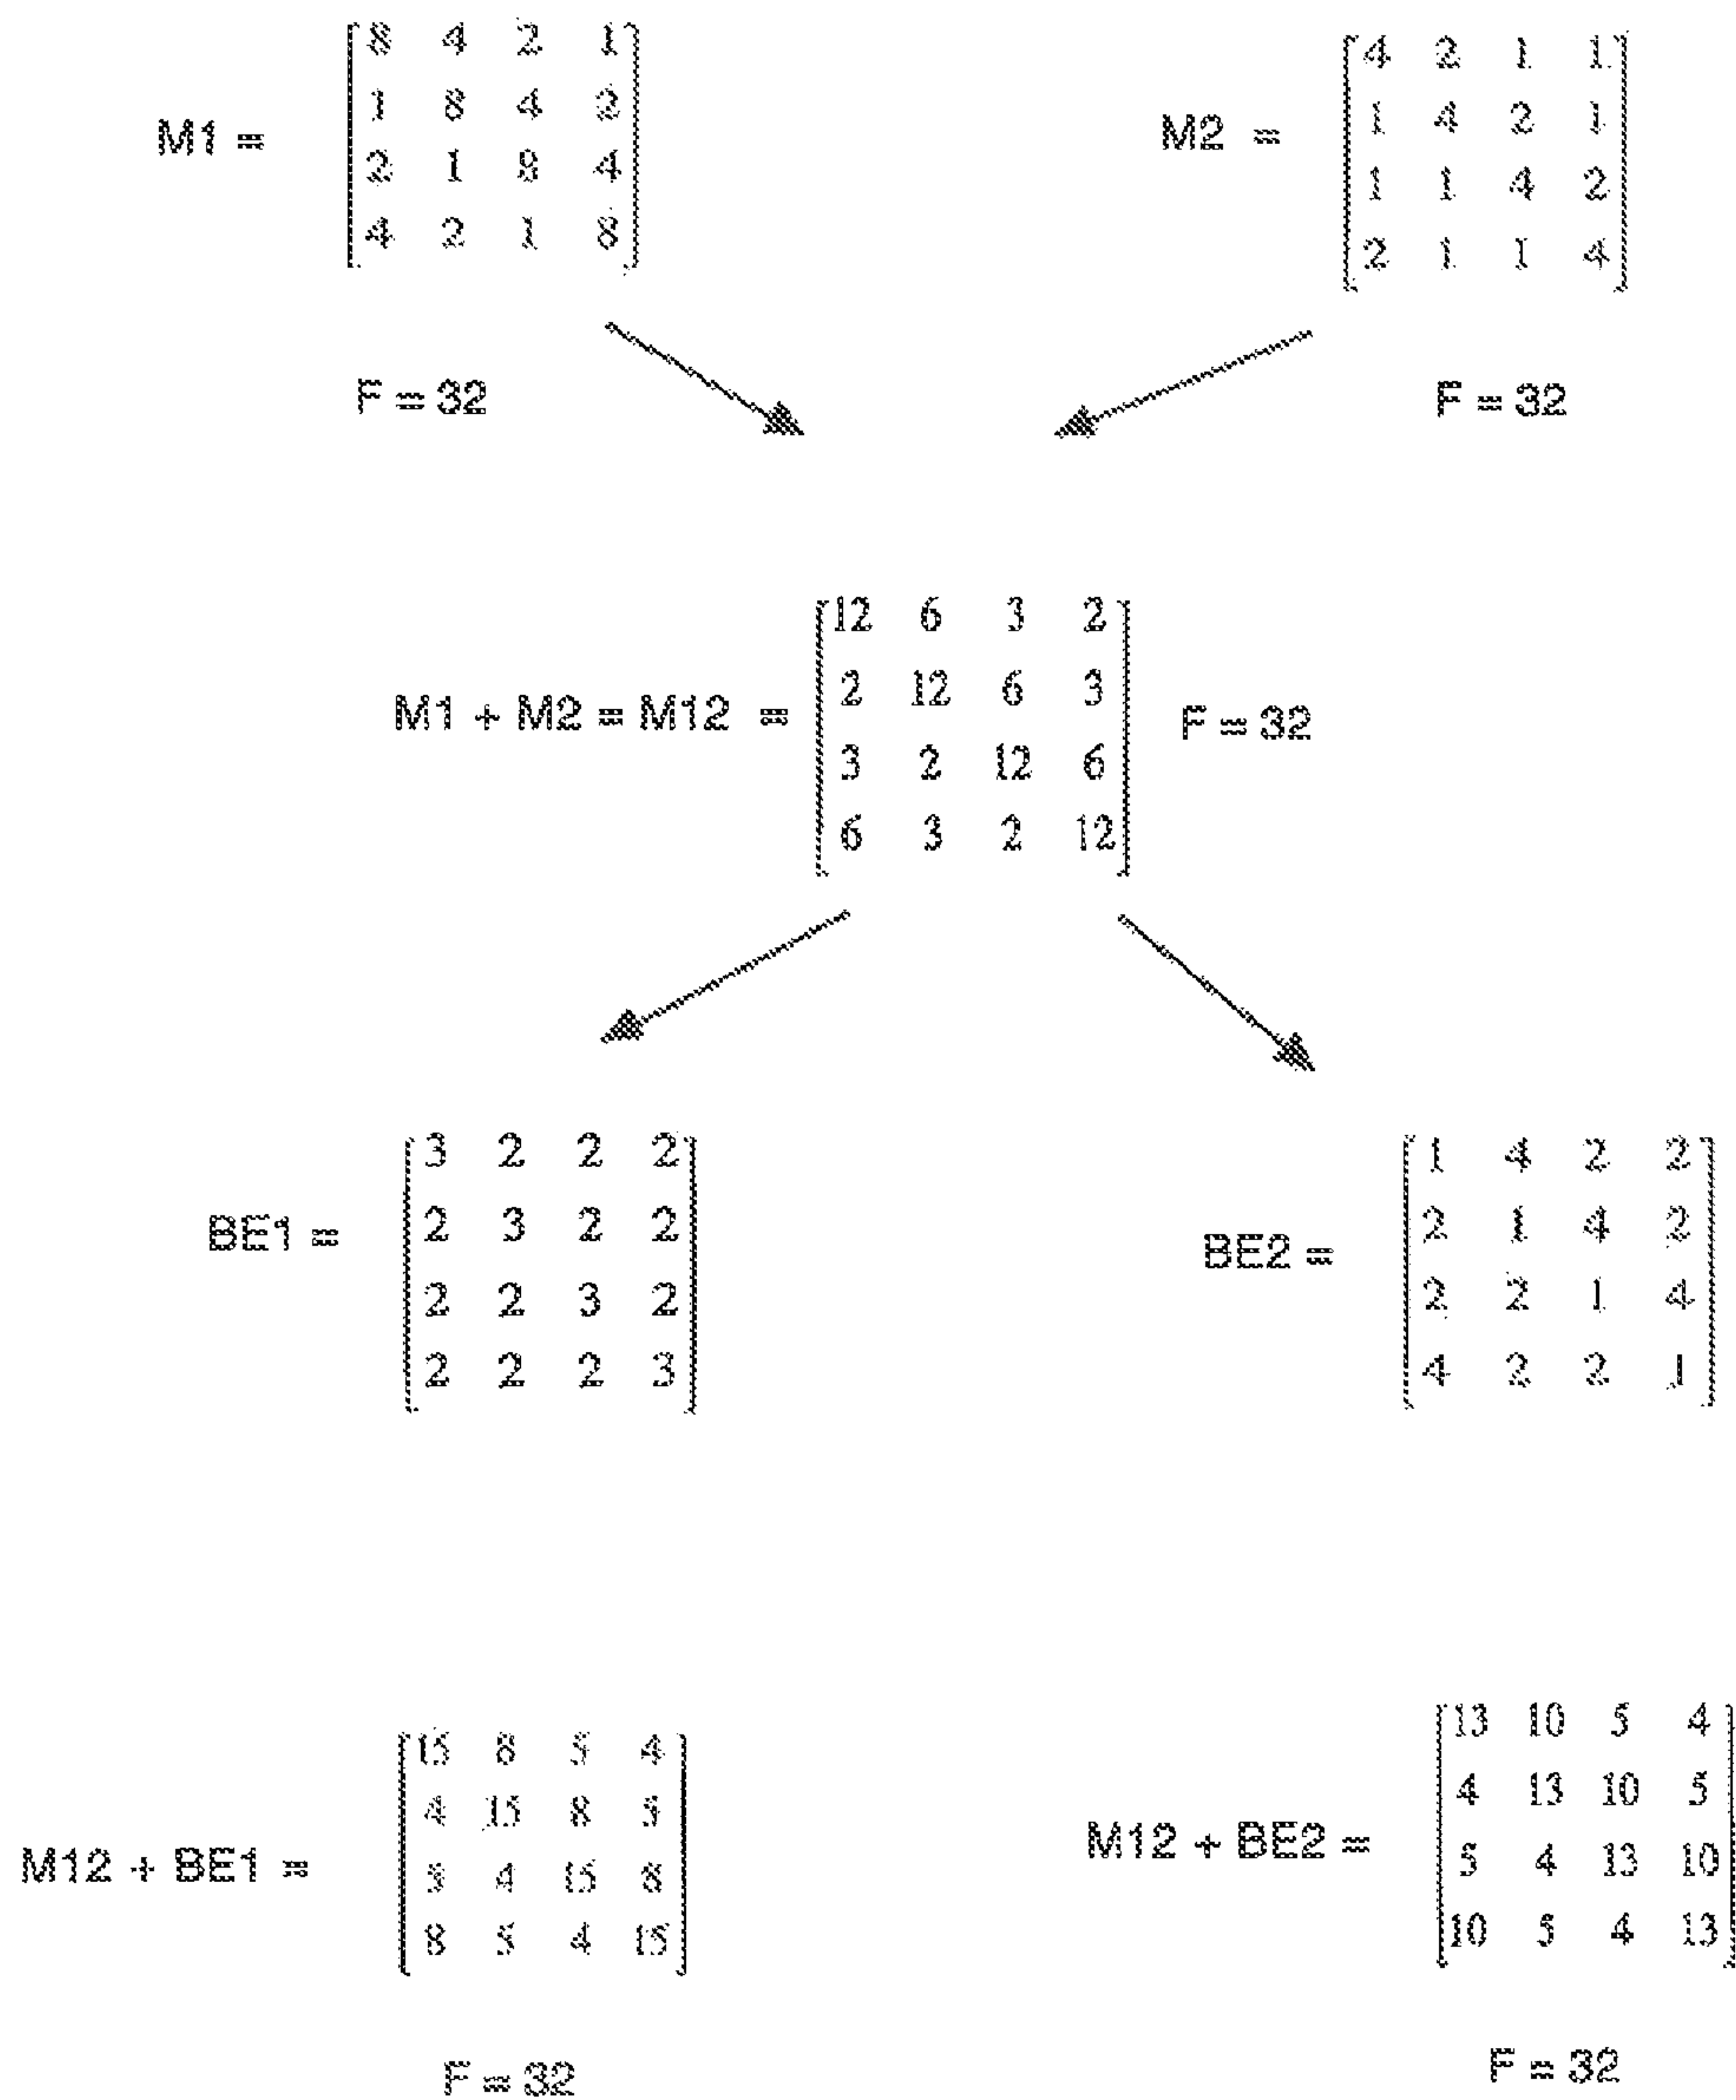 M1 =
8 4 2 1
1 8 4 2
2 1 8 4
4 2 1 8
F = 32
M2 =
4 2 1 1
1 4 2 1
1 1 4 2
2 1 1 4
F = 32
M1 + M2 = M12 =
12 6 3 2
2 12 6 3
3 2 12 6
6 3 2 12
F = 32
BE1 =
3 2 2 2
2 3 2 2
2 2 3 2
2 2 2 3
BE2 =
1 4 2 2
2 1 4 2
2 2 1 4
4 2 2 1
M12 + BE1 =
15 8 5 4
4 15 8 5
5 4 15 8
8 5 4 15
F = 32
M12 + BE2 =
13 10 5 4
4 13 10 5
5 4 13 10
10 5 4 13
F = 32